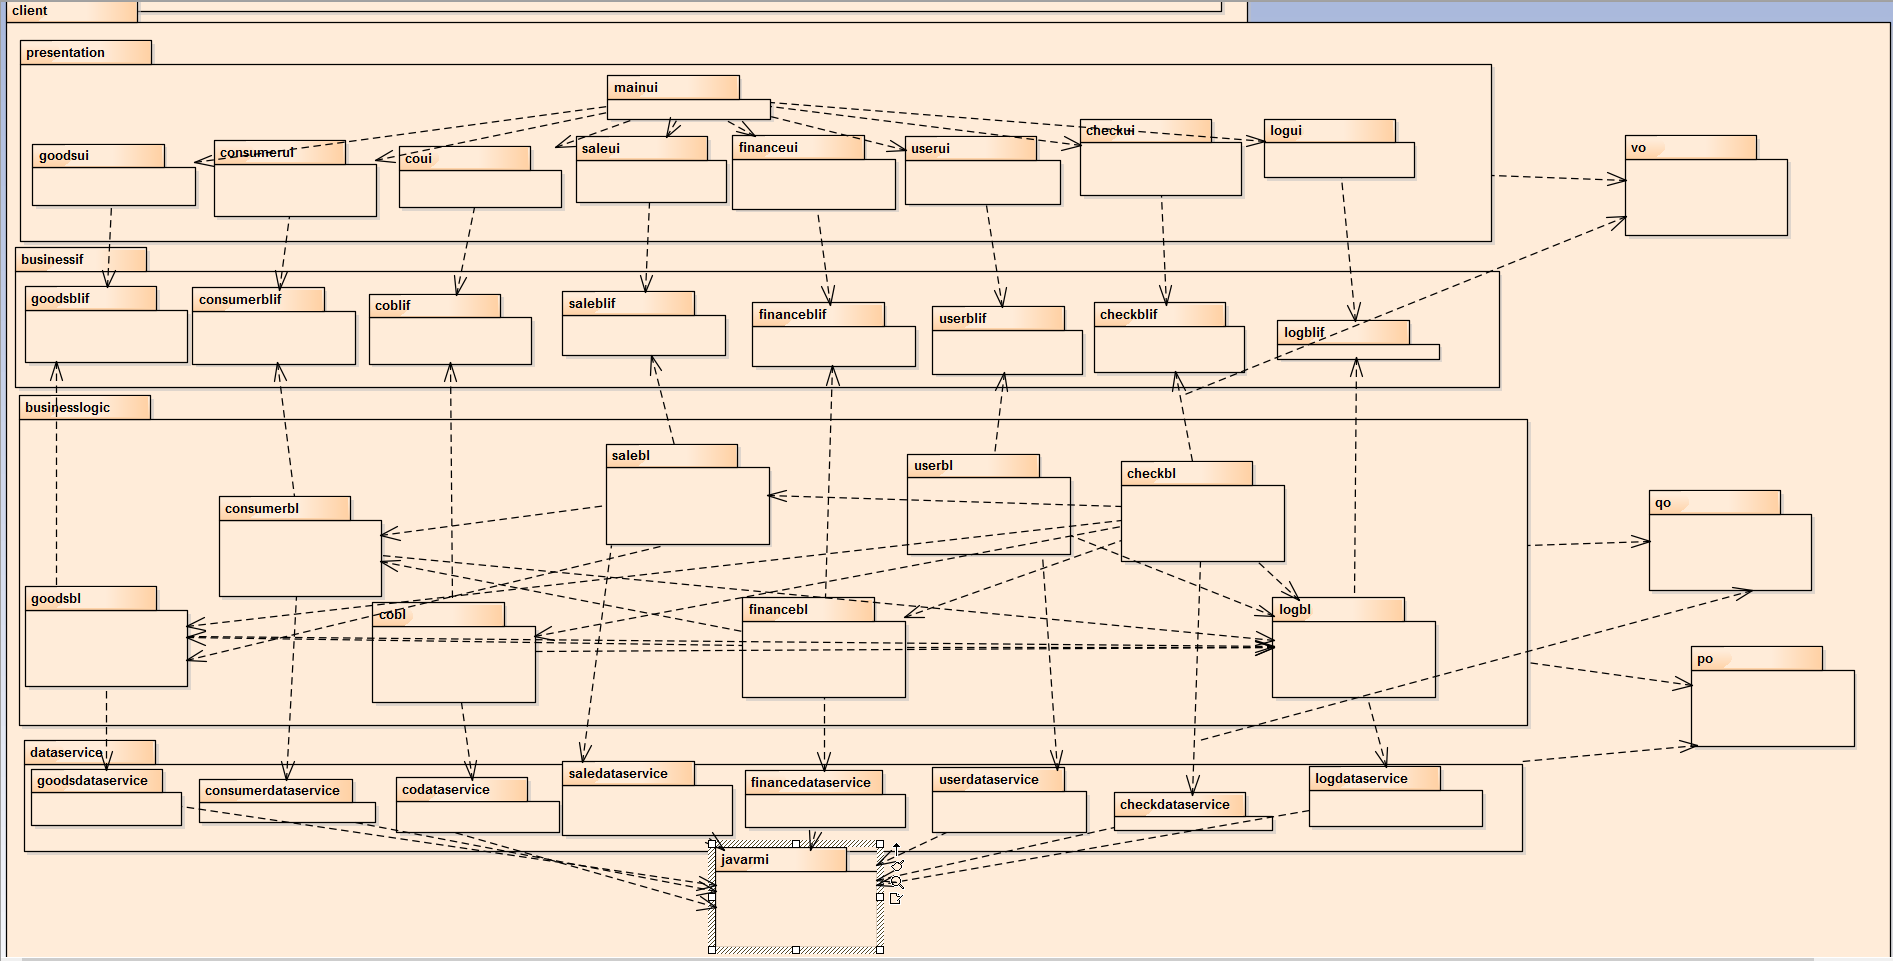 client
presentation
mainui
goodsui
consumerui
coui
saleui
financeui
userui
checkui
logui
vo
businessif
goodsblif
consumerblif
coblif
saleblif
financeblif
userblif
checkblif
logblif
businesslogic
salebl
userbl
checkbl
consumerbl
qo
goodsbl
cobl
financebl
logbl
po
dataservice
goodsdataservice
consumerdataservice
codataservice
saledataservice
financedataservice
userdataservice
checkdataservice
logdataservice
javarmi